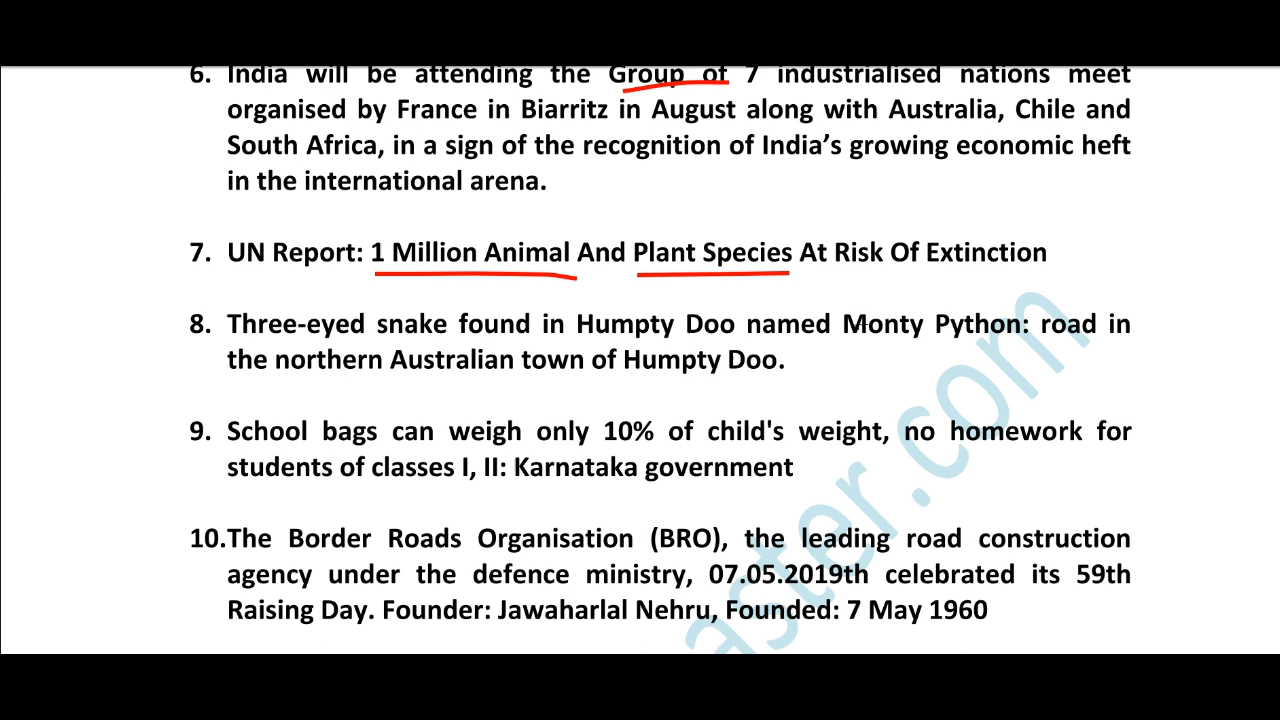 6. India will be attending the Group of 7 industrialised nations meet
organised by France in Biarritz in August along with Australia, Chile and
South Africa, in a sign of the recognition of India’s growing economic heft
in the international arena.
7. UN Report: 1 Million Animal And Plant Species At Risk Of Extinction
8. Three-eyed snake found in Humpty Doo named Monty Python: road in
the northern Australian town of Humpty Doo.
9. School bags can weigh only 10% of child's weight, no homework for
students of classes I, II: Karnataka government
10.The Border Roads Organisation (BRO), the leading road construction
agency under the defence ministry, 07.05.2019th celebrated its 59th
Raising Day. Founder: Jawaharlal Nehru, Founded: 7 May 1960
aster.com